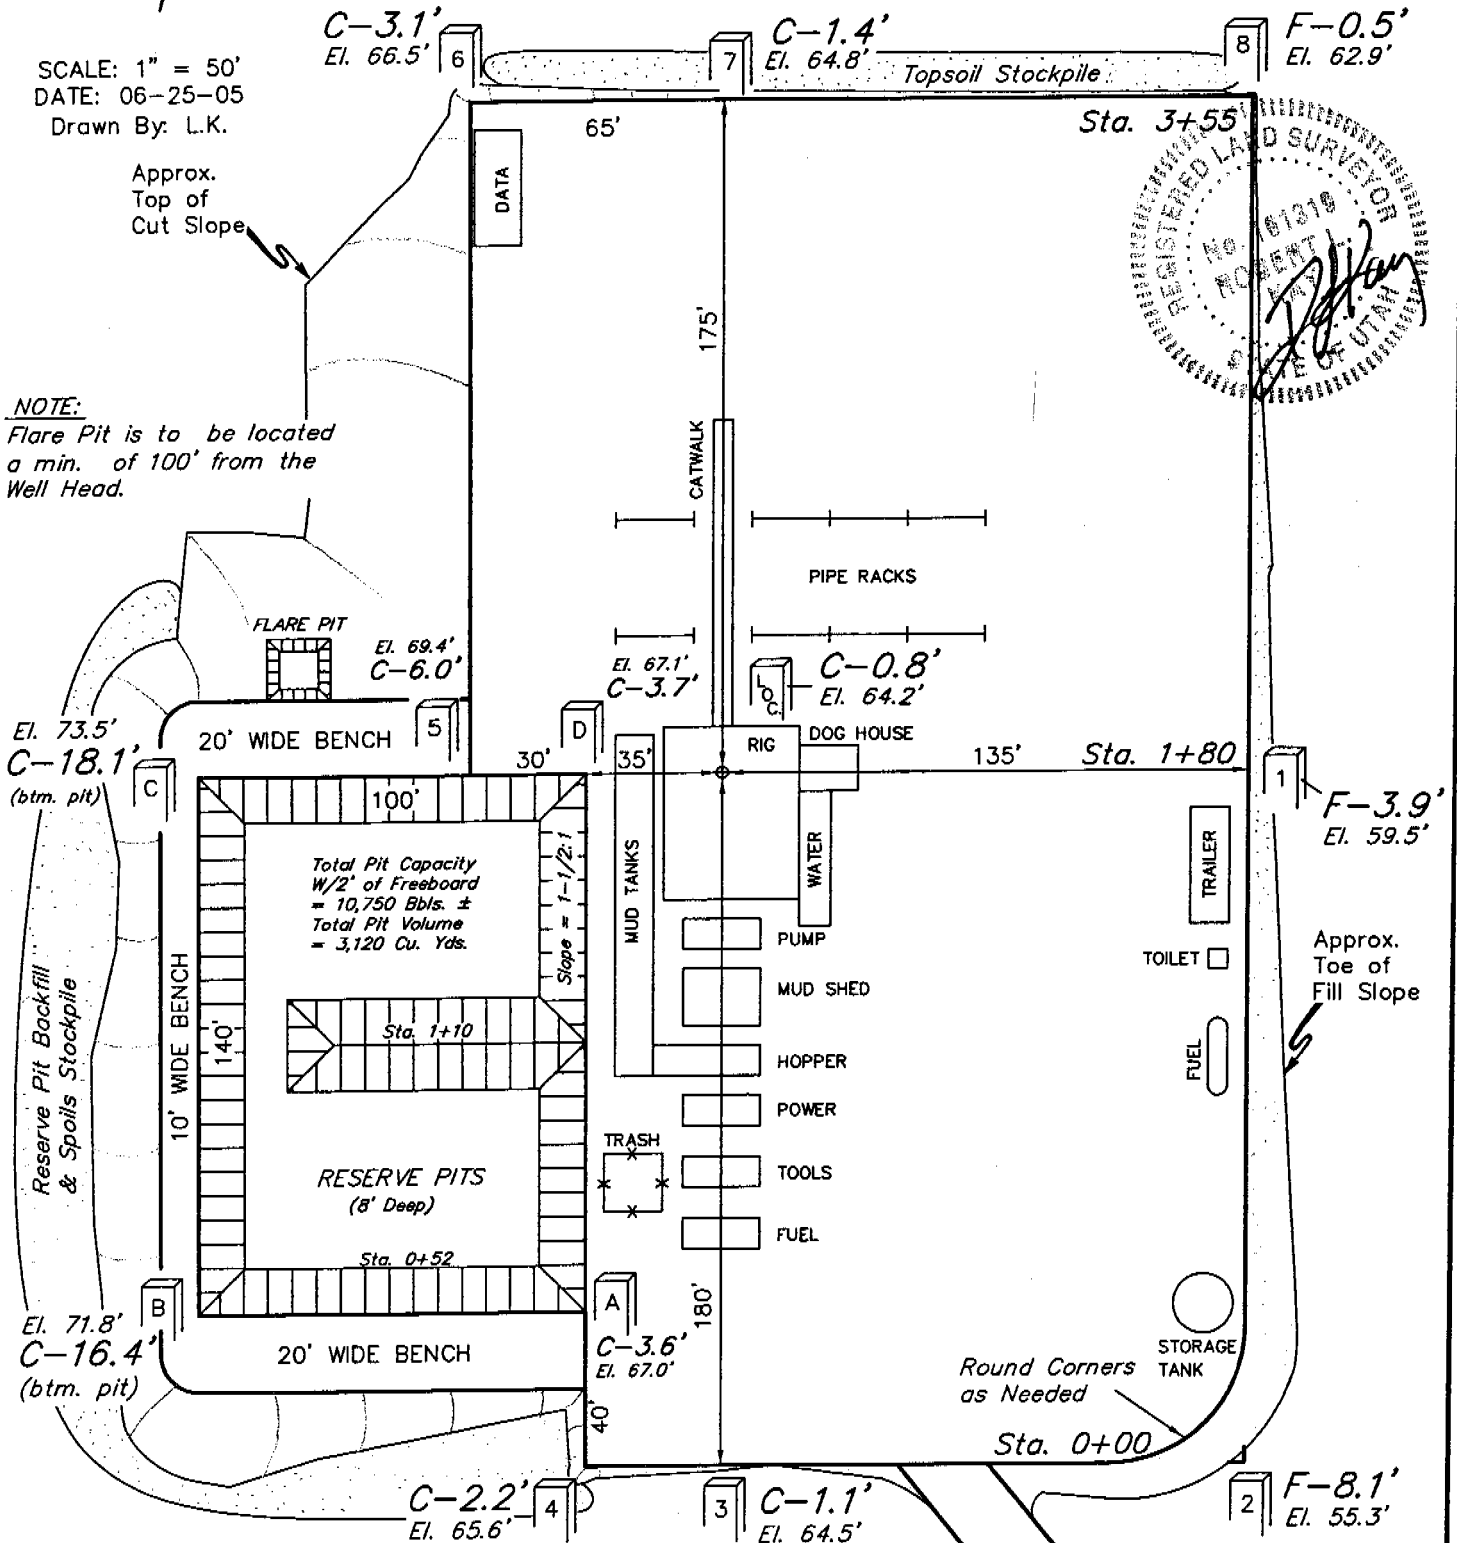 C-3.1'
El. 66.5'
6
C-1.4'
El. 64.8'
7
F-0.5'
El. 62.9'
8
SCALE: 1" = 50'
DATE: 06-25-05
Drawn By: L.K.
Topsoil Stockpile
65'
Sta. 3+55
REGISTERED LAND SURVEYOR
No. 161319
ROBERT L.
KAY
STATE OF UTAH
Approx.
Top of
Cut Slope
DATA
175'
NOTE:
Flare Pit is to be located
a min. of 100' from the
Well Head.
CATWALK
PIPE RACKS
FLARE PIT
El. 69.4'
C-6.0'
5
El. 67.1'
C-3.7'
D
LOC.
C-0.8'
El. 64.2'
El. 73.5'
C-18.1'
(btm. pit)
C
20' WIDE BENCH
30'
35'
RIG
DOG HOUSE
135'
Sta. 1+80
1
F-3.9'
El. 59.5'
100'
Total Pit Capacity
W/2' of Freeboard
= 10,750 Bbls. ±
Total Pit Volume
= 3,120 Cu. Yds.
Slope = 1-1/2:1
MUD TANKS
WATER
TRAILER
PUMP
TOILET
MUD SHED
Approx.
Toe of
Fill Slope
Reserve Pit Backfill
& Spoils Stockpile
10' WIDE BENCH
140'
Sta. 1+10
HOPPER
FUEL
POWER
TRASH
TOOLS
RESERVE PITS
(8' Deep)
FUEL
Sta. 0+52
B
El. 71.8'
C-16.4'
(btm. pit)
A
C-3.6'
El. 67.0'
180'
20' WIDE BENCH
STORAGE
TANK
Round Corners
as Needed
40'
Sta. 0+00
C-2.2'
El. 65.6'
4
3
C-1.1'
El. 64.5'
2
F-8.1'
El. 55.3'